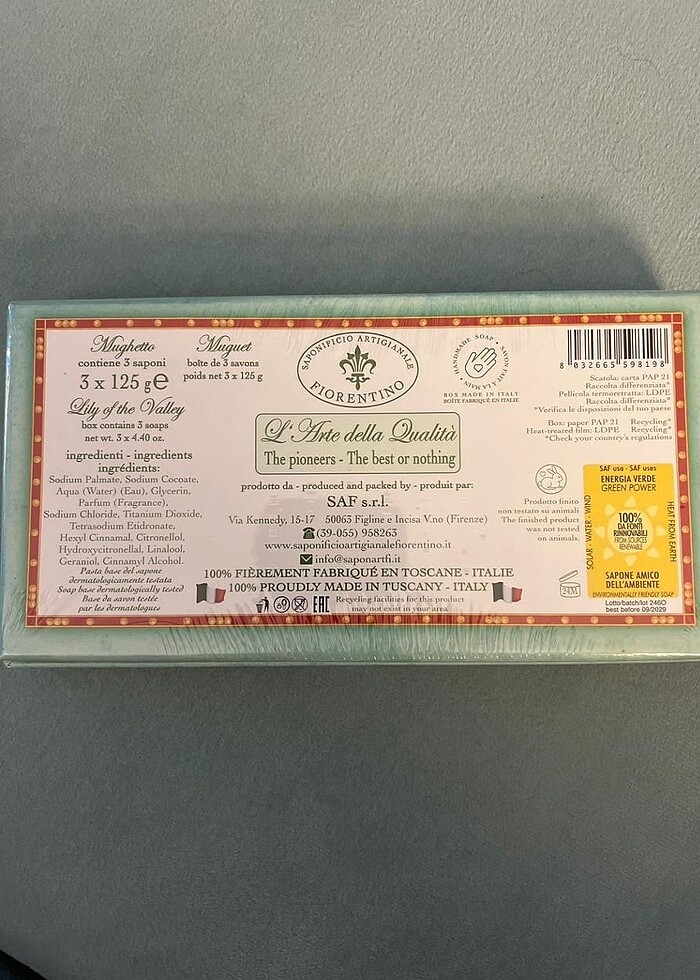 Mughetto
contiene 3 saponi
3 x 125 g e
Lily of the Valley
box contains 3 soaps
net wt. 3 x 4.40 oz.
ingredienti - ingredients
ingrédients:
Sodium Palmate, Sodium Cocoate,
Aqua (Water) (Eau), Glycerin,
Parfum (Fragrance),
Sodium Chloride, Titanium Dioxide,
Tetrasodium Etidronate,
Hexyl Cinnamal, Citronellol,
Hydroxycitronellal, Linalool,
Geraniol, Cinnamyl Alcohol.
Pasta base del sapone
dermatologicamente testata
Soap base dermatologically tested
Base du savon testée
par les dermatologues
Muguet
boîte de 3 savons
poids net 3 x 125 g
SAPONIFICIO ARTIGIANALE
FIORENTINO
HANDMADE SOAP • SAVON FAIT À LA MAIN •
BOX MADE IN ITALY
BOÎTE FABRIQUÉE EN ITALIE
L'Arte della Qualità
The pioneers - The best or nothing
prodotto da - produced and packed by - produit par:
SAF s.r.l.
Via Kennedy, 15-17 50063 Figline e Incisa V.no (Firenze)
(39-055) 958263
www.saponificioartigianalefiorentino.it
info@saponartfi.it
100% FIÈREMENT FABRIQUÉ EN TOSCANE - ITALIE
100% PROUDLY MADE IN TUSCANY - ITALY
EAC
Recycling facilities for this product
may not exist in your area
8 032665 598198
Scatola: carta PAP 21
Raccolta differenziata*
Pellicola termoretratta: LDPE
Raccolta differenziata*
*Verifica le disposizioni del tuo paese
Box: paper PAP 21 Recycling*
Heat-treated film: LDPE Recycling*
*Check your country's regulations
Prodotto finito
non testato su animali
The finished product
was not tested
on animals.
24M
SAF usa - SAF uses
ENERGIA VERDE
GREEN POWER
SOLAR - WATER - WIND
100%
DA FONTI
RINNOVABILI
FROM SOURCES
RENEWABLE
HEAT FROM EARTH
SAPONE AMICO
DELL'AMBIENTE
ENVIRONMENTALLY FRIENDLY SOAP
Lotto/batch/lot 246O
best before 09/2029